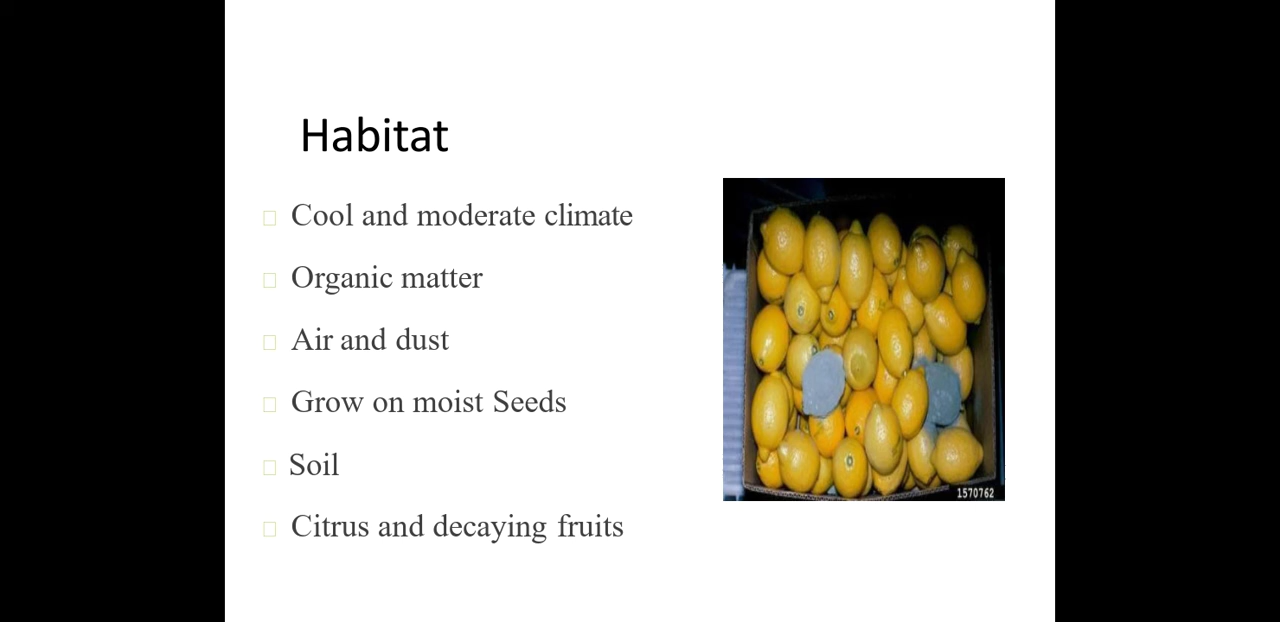 Habitat
Cool and moderate climate
Organic matter
Air and dust
Grow on moist Seeds
Soil
Citrus and decaying fruits
1570762